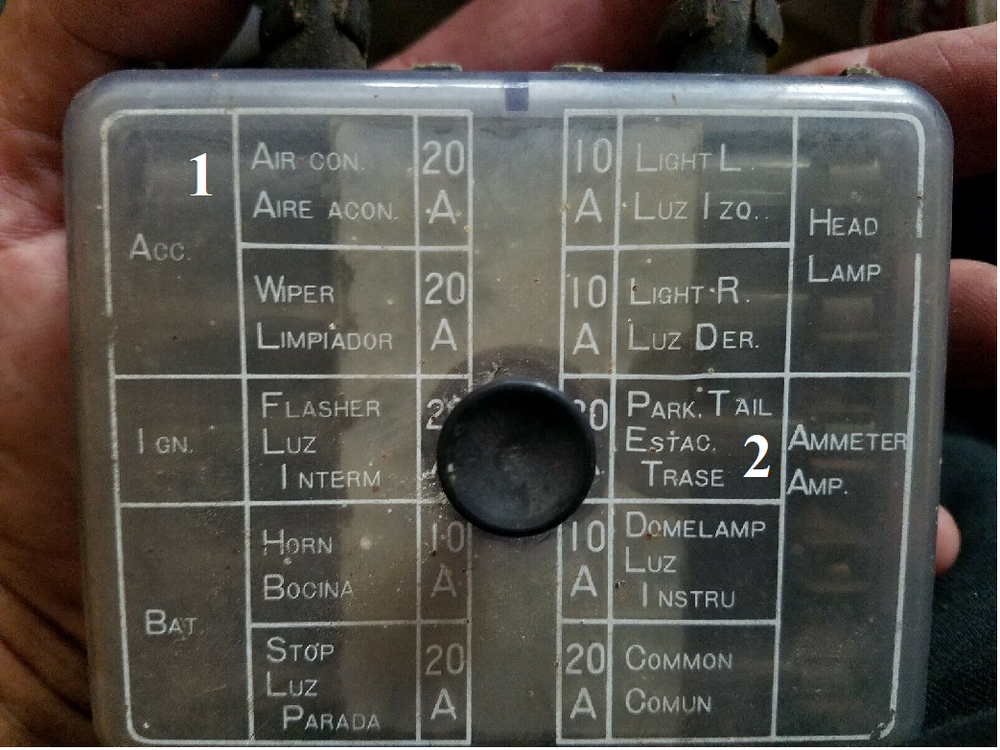 1
ACC.
AIR CON.
AIRE ACON.
20
A
WIPER
LIMPIADOR
20
A
IGN.
FLASHER
LUZ
INTERM
BAT
HORN
BOCINA
10
A
STOP
LUZ
PARADA
20
A
10
A
LIGHT L.
LUZ IZQ.
HEAD
LAMP
10
A
LIGHT R.
LUZ DER.
PARK. TAIL
ESTAC.
TRASE
2
AMMETER
AMP.
10
A
DOMELAMP
LUZ
INSTRU
20
A
COMMON
COMUN